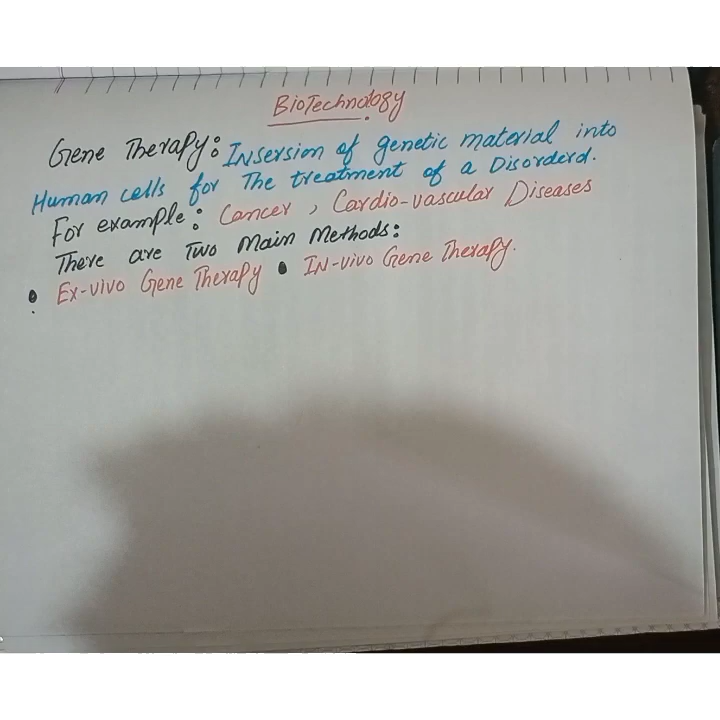 BioTechnology
Gene Therapy: Insersion of genetic material into
Human cells for The treatment of a Disorderd.
For example: Cancer, Cardio-vascular Diseases
There are Two Main Methods:
• Ex-vivo Gene Therapy • IN-vivo Gene Therapy.